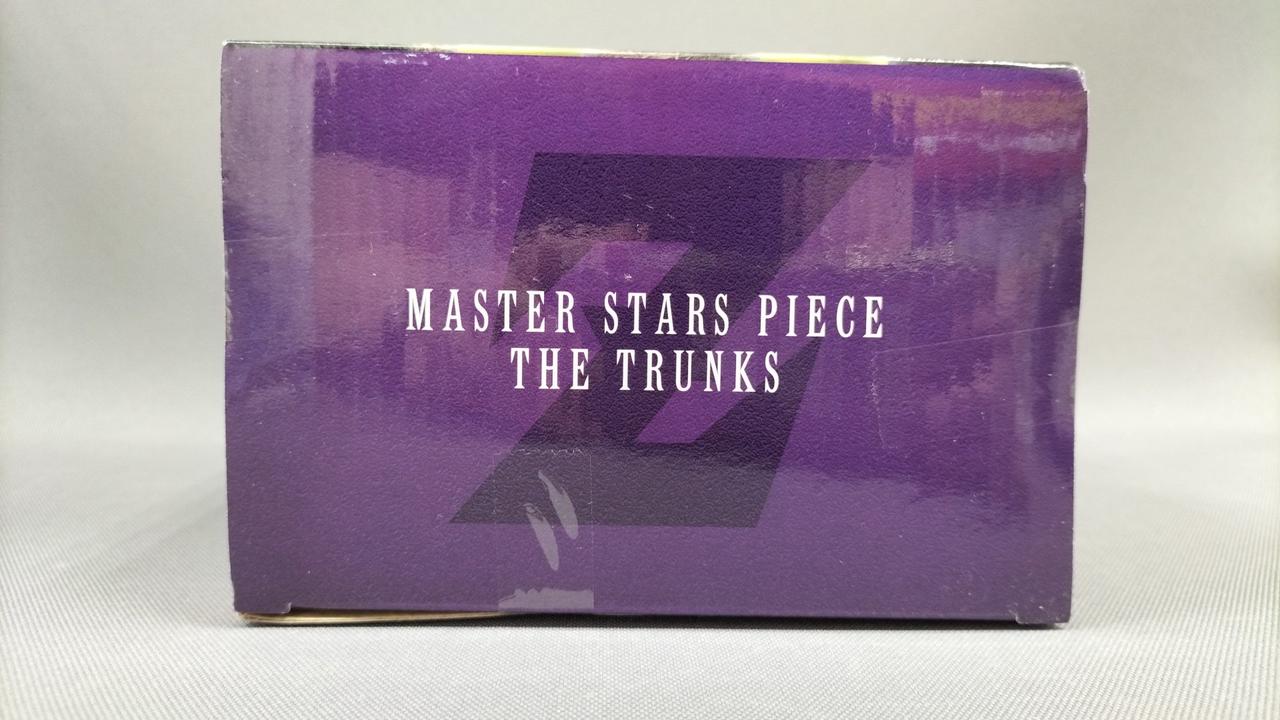 Z
MASTER STARS PIECE
THE TRUNKS